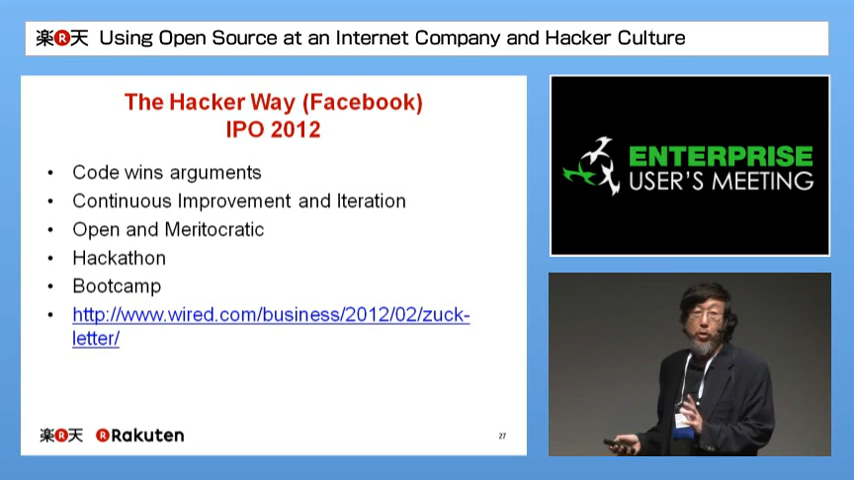 楽R天 Using Open Source at an Internet Company and Hacker Culture
The Hacker Way (Facebook)
IPO 2012
• Code wins arguments
• Continuous Improvement and Iteration
• Open and Meritocratic
• Hackathon
• Bootcamp
• http://www.wired.com/business/2012/02/zuck-
letter/
楽R天 R Rakuten
27
ENTERPRISE
USER'S MEETING